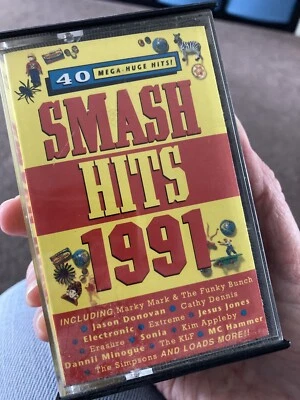 40 MEGA-HUGE HITS!
SMASH
HITS
1991
INCLUDING Marky Mark & The Funky Bunch
• Jason Donovan • Cathy Dennis
Electronic • Extreme • Jesus Jones
Erasure • Sonia • Kim Appleby •
Dannii Minogue • The KLF • MC Hammer
• The Simpsons AND LOADS MORE!!